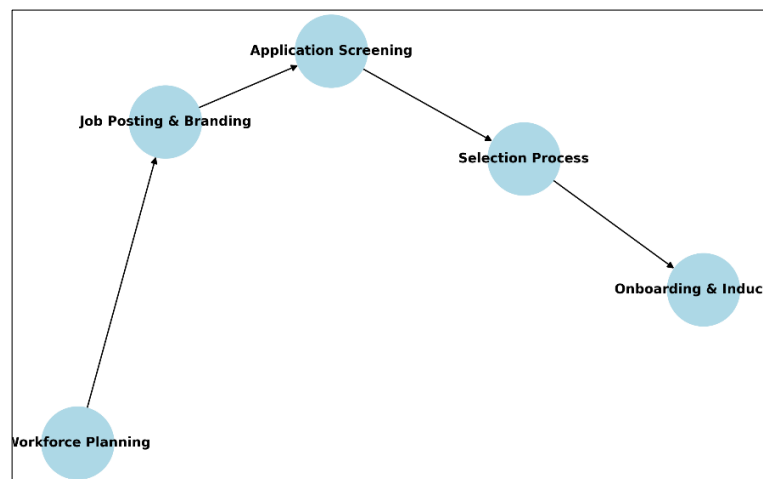 Application Screening
Job Posting & Branding
Selection Process
Onboarding & Induc
Workforce Planning